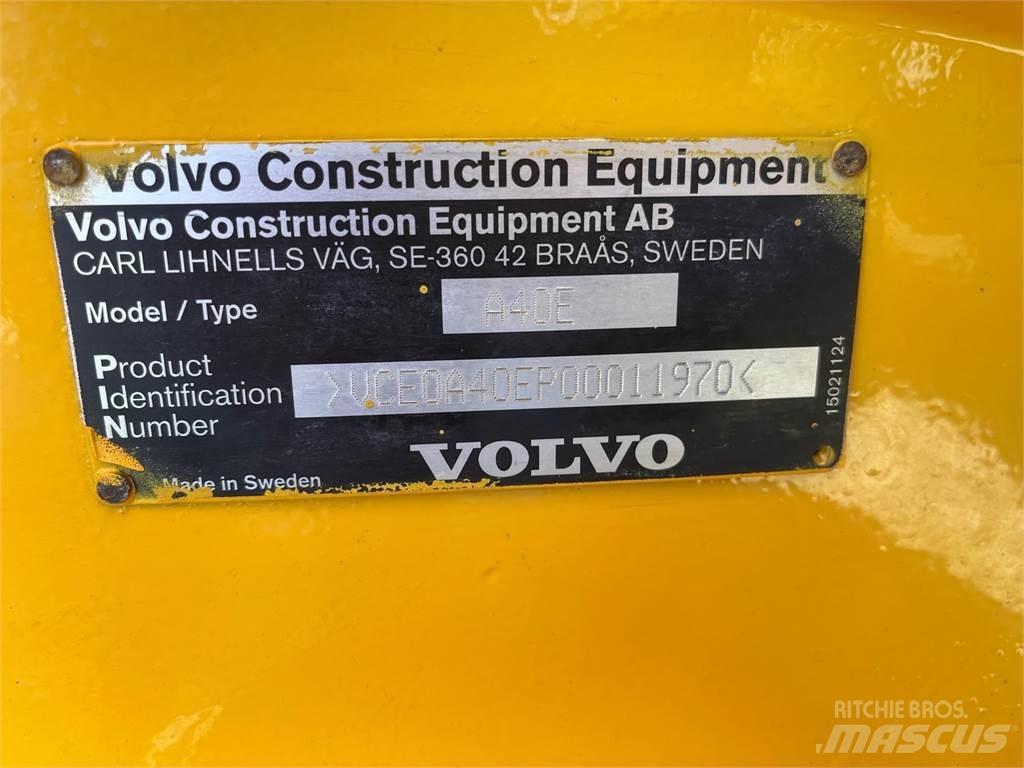 Volvo Construction Equipment
Volvo Construction Equipment AB
CARL LIHNELLS VÄG, SE-360 42 BRAÅS, SWEDEN
Model / Type A40E
Product
Identification >VCE0A40EP00011970<
Number
15021124
VOLVO
Made in Sweden
RITCHIE BROS.
MASCUS